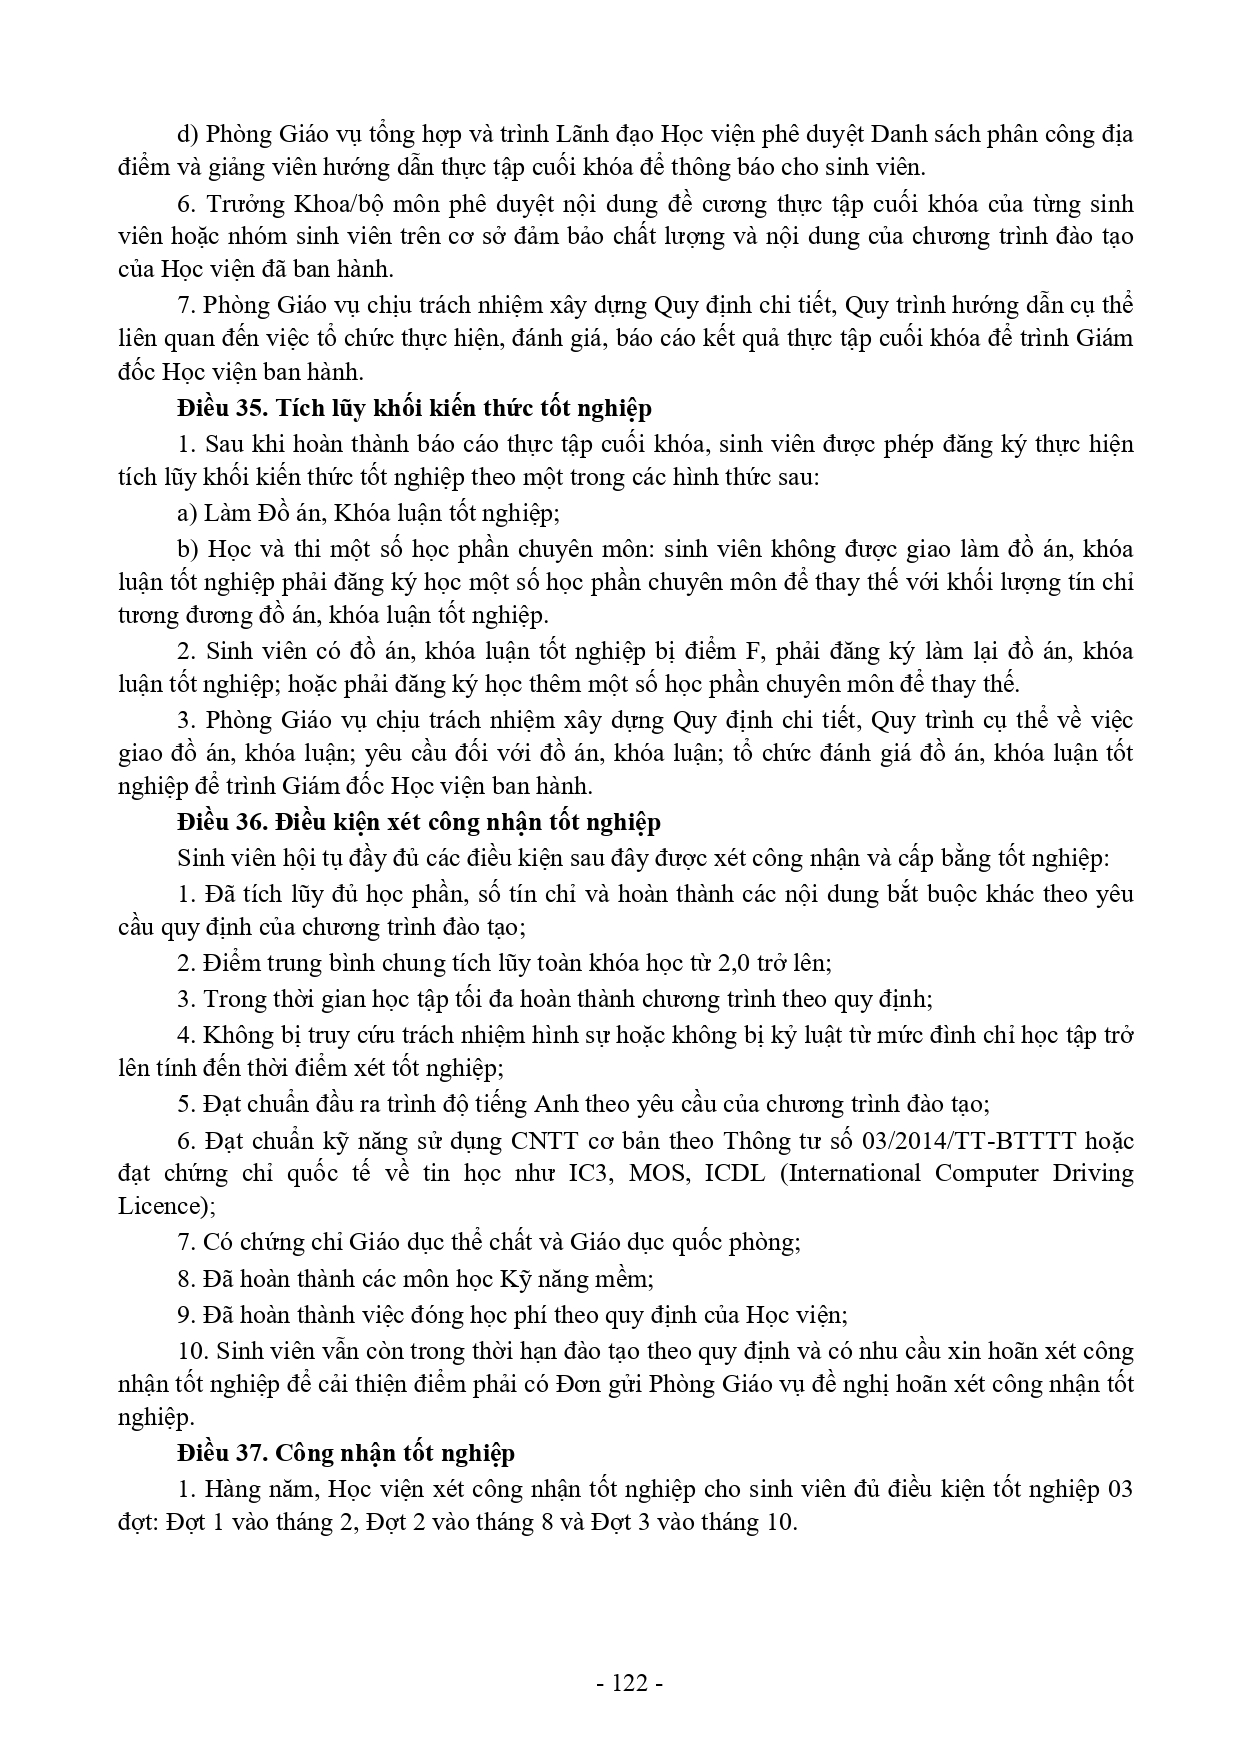 d) Phòng Giáo vụ tổng hợp và trình Lãnh đạo Học viện phê duyệt Danh sách phân công địa
điểm và giảng viên hướng dẫn thực tập cuối khóa để thông báo cho sinh viên.
6. Trưởng Khoa/bộ môn phê duyệt nội dung đề cương thực tập cuối khóa của từng sinh
viên hoặc nhóm sinh viên trên cơ sở đảm bảo chất lượng và nội dung của chương trình đào tạo
của Học viện đã ban hành.
7. Phòng Giáo vụ chịu trách nhiệm xây dựng Quy định chi tiết, Quy trình hướng dẫn cụ thể
liên quan đến việc tổ chức thực hiện, đánh giá, báo cáo kết quả thực tập cuối khóa để trình Giám
đốc Học viện ban hành.
Điều 35. Tích lũy khối kiến thức tốt nghiệp
1. Sau khi hoàn thành báo cáo thực tập cuối khóa, sinh viên được phép đăng ký thực hiện
tích lũy khối kiến thức tốt nghiệp theo một trong các hình thức sau:
a) Làm Đồ án, Khóa luận tốt nghiệp;
b) Học và thi một số học phần chuyên môn: sinh viên không được giao làm đồ án, khóa
luận tốt nghiệp phải đăng ký học một số học phần chuyên môn để thay thế với khối lượng tín chỉ
tương đương đồ án, khóa luận tốt nghiệp.
2. Sinh viên có đồ án, khóa luận tốt nghiệp bị điểm F, phải đăng ký làm lại đồ án, khóa
luận tốt nghiệp; hoặc phải đăng ký học thêm một số học phần chuyên môn để thay thế.
3. Phòng Giáo vụ chịu trách nhiệm xây dựng Quy định chi tiết, Quy trình cụ thể về việc
giao đồ án, khóa luận; yêu cầu đối với đồ án, khóa luận; tổ chức đánh giá đồ án, khóa luận tốt
nghiệp để trình Giám đốc Học viện ban hành.
Điều 36. Điều kiện xét công nhận tốt nghiệp
Sinh viên hội tụ đầy đủ các điều kiện sau đây được xét công nhận và cấp bằng tốt nghiệp:
1. Đã tích lũy đủ học phần, số tín chỉ và hoàn thành các nội dung bắt buộc khác theo yêu
cầu quy định của chương trình đào tạo;
2. Điểm trung bình chung tích lũy toàn khóa học từ 2,0 trở lên;
3. Trong thời gian học tập tối đa hoàn thành chương trình theo quy định;
4. Không bị truy cứu trách nhiệm hình sự hoặc không bị kỷ luật từ mức đình chỉ học tập trở
lên tính đến thời điểm xét tốt nghiệp;
5. Đạt chuẩn đầu ra trình độ tiếng Anh theo yêu cầu của chương trình đào tạo;
6. Đạt chuẩn kỹ năng sử dụng CNTT cơ bản theo Thông tư số 03/2014/TT-BTTTT hoặc
đạt chứng chỉ quốc tế về tin học như IC3, MOS, ICDL (International Computer Driving
Licence);
7. Có chứng chỉ Giáo dục thể chất và Giáo dục quốc phòng;
8. Đã hoàn thành các môn học Kỹ năng mềm;
9. Đã hoàn thành việc đóng học phí theo quy định của Học viện;
10. Sinh viên vẫn còn trong thời hạn đào tạo theo quy định và có nhu cầu xin hoãn xét công
nhận tốt nghiệp để cải thiện điểm phải có Đơn gửi Phòng Giáo vụ đề nghị hoãn xét công nhận tốt
nghiệp.
Điều 37. Công nhận tốt nghiệp
1. Hàng năm, Học viện xét công nhận tốt nghiệp cho sinh viên đủ điều kiện tốt nghiệp 03
đợt: Đợt 1 vào tháng 2, Đợt 2 vào tháng 8 và Đợt 3 vào tháng 10.
- 122 -